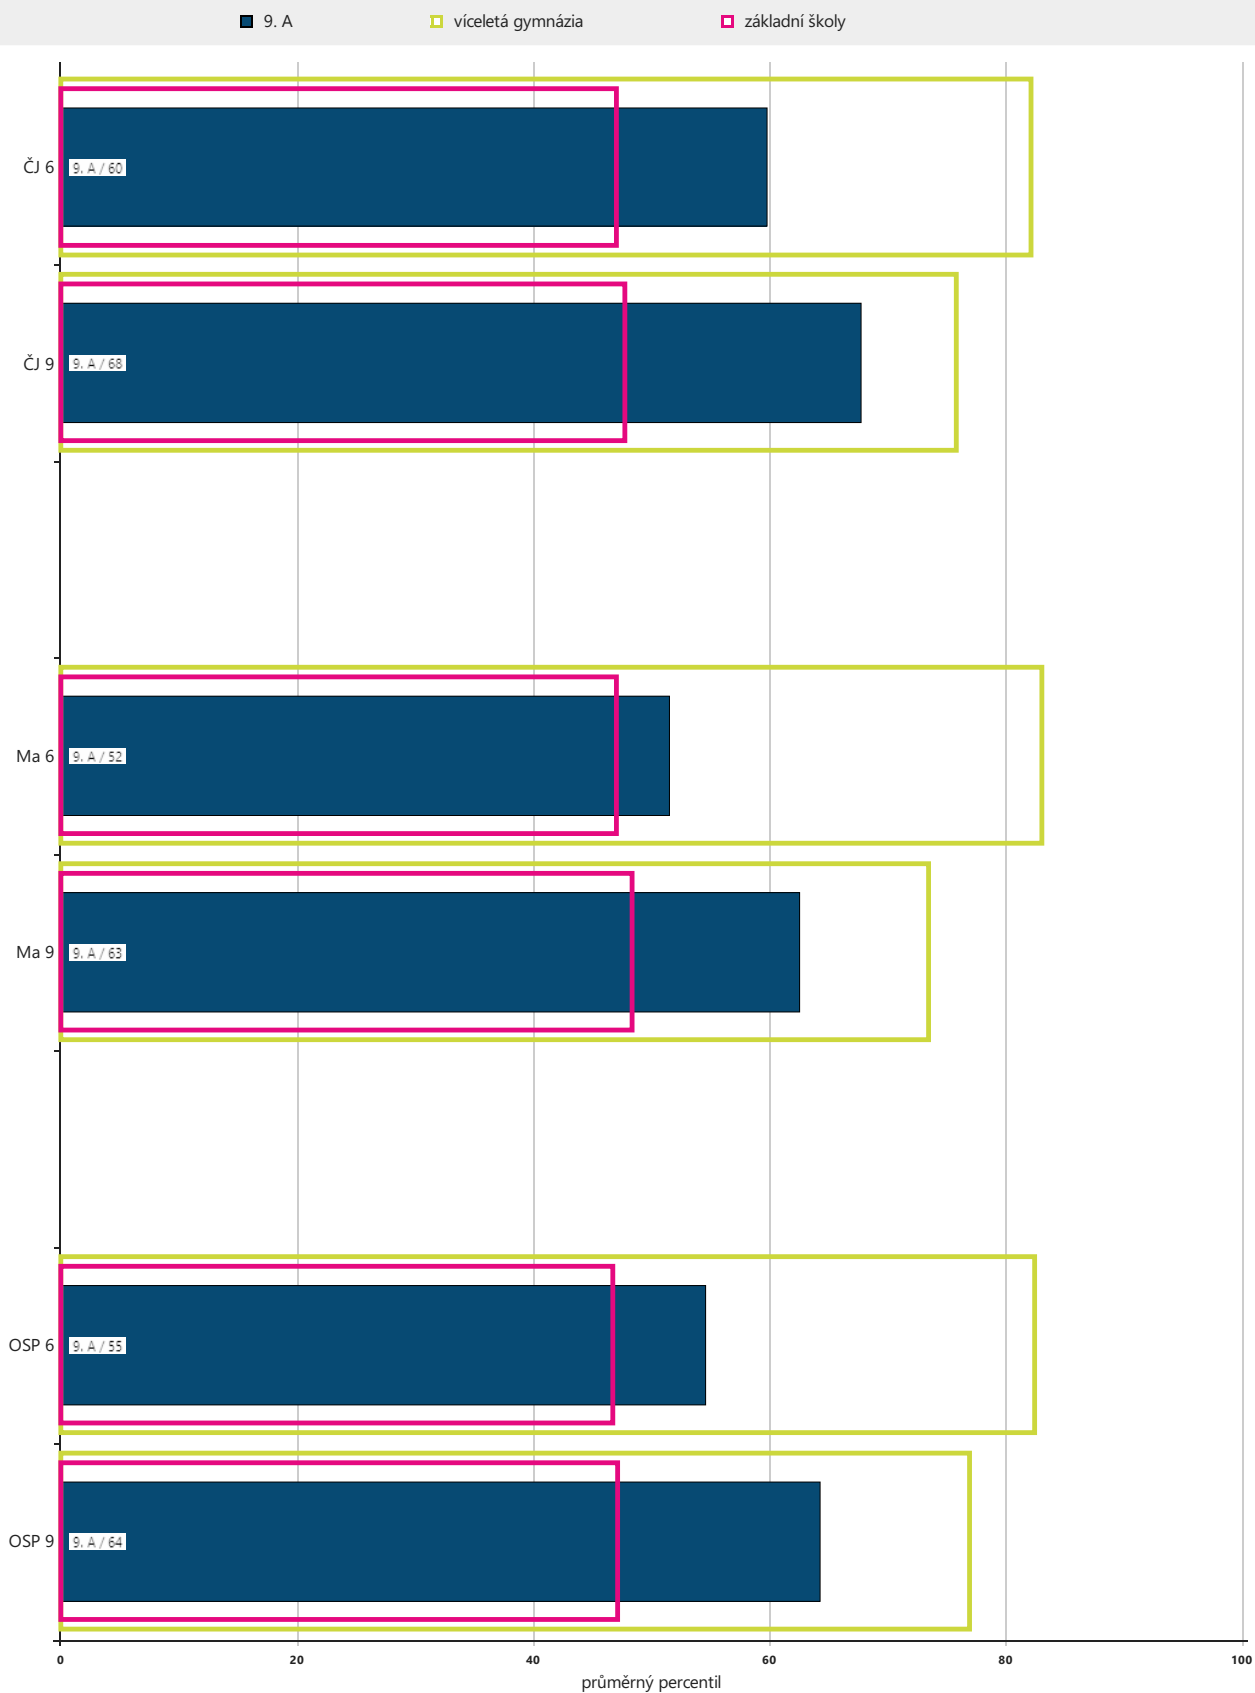 9. A víceletá gymnázia základní školy
ČJ 6 9. A / 60
ČJ 9 9. A / 68
Ma 6 9. A / 52
Ma 9 9. A / 63
OSP 6 9. A / 55
OSP 9 9. A / 64
0 20 40 60 80 100
průměrný percentil